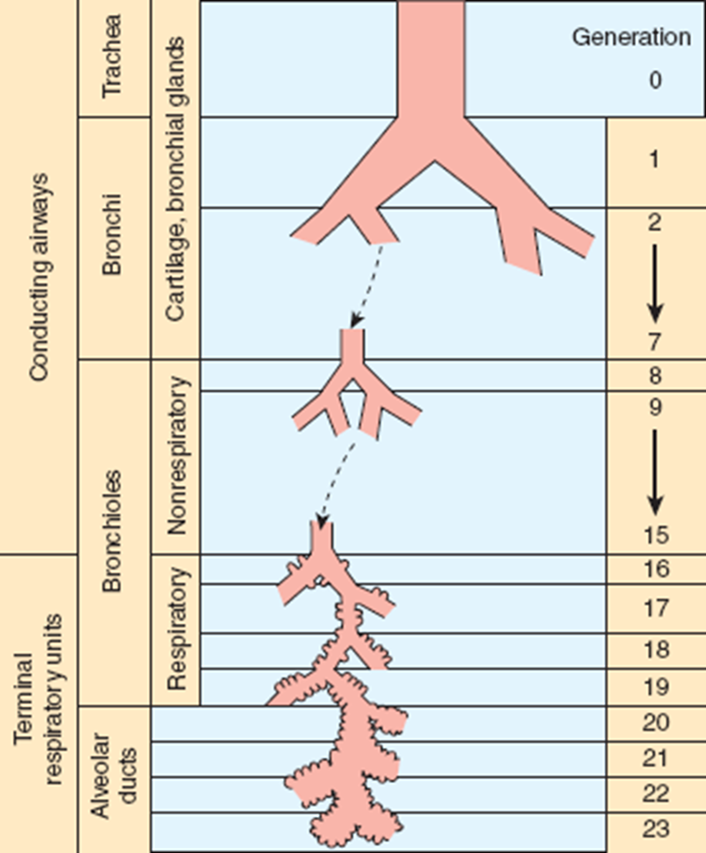 Conducting airways
Terminal
respiratory units
Trachea
Bronchi
Bronchioles
Alveolar
ducts
Cartilage, bronchial glands
Nonrespiratory
Respiratory
Generation
0
1
2
7
8
9
15
16
17
18
19
20
21
22
23